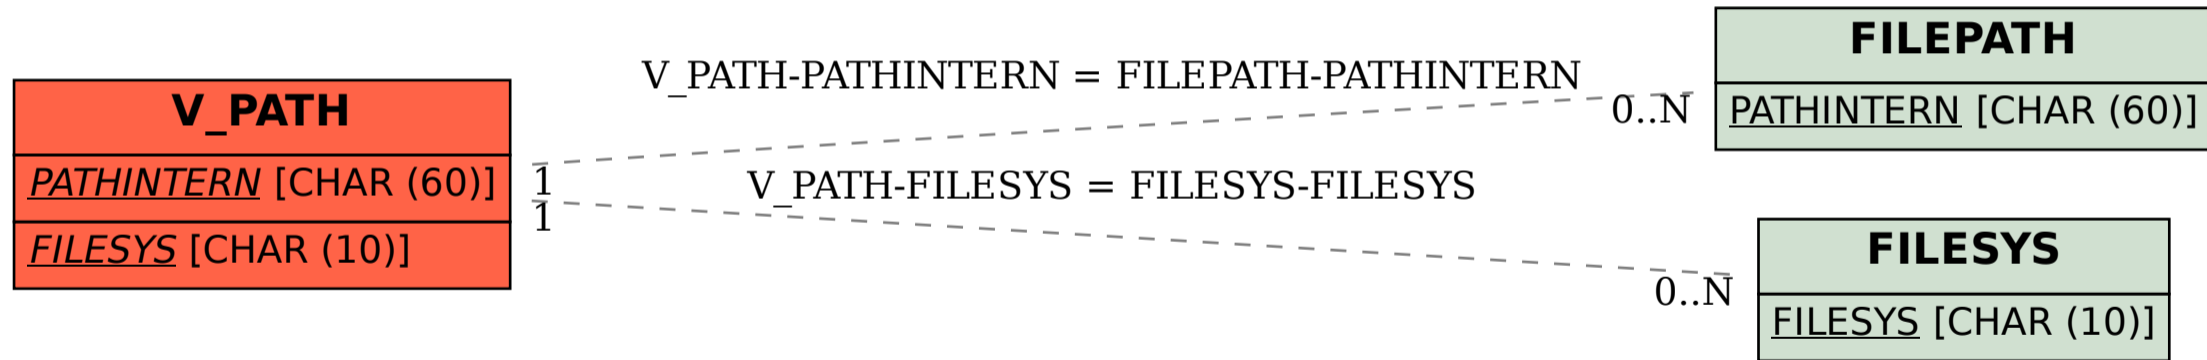 V_PATH
PATHINTERN [CHAR (60)]
FILESYS [CHAR (10)]
V_PATH-PATHINTERN = FILEPATH-PATHINTERN
1
0..N
V_PATH-FILESYS = FILESYS-FILESYS
1
0..N
FILEPATH
PATHINTERN [CHAR (60)]
FILESYS
FILESYS [CHAR (10)]